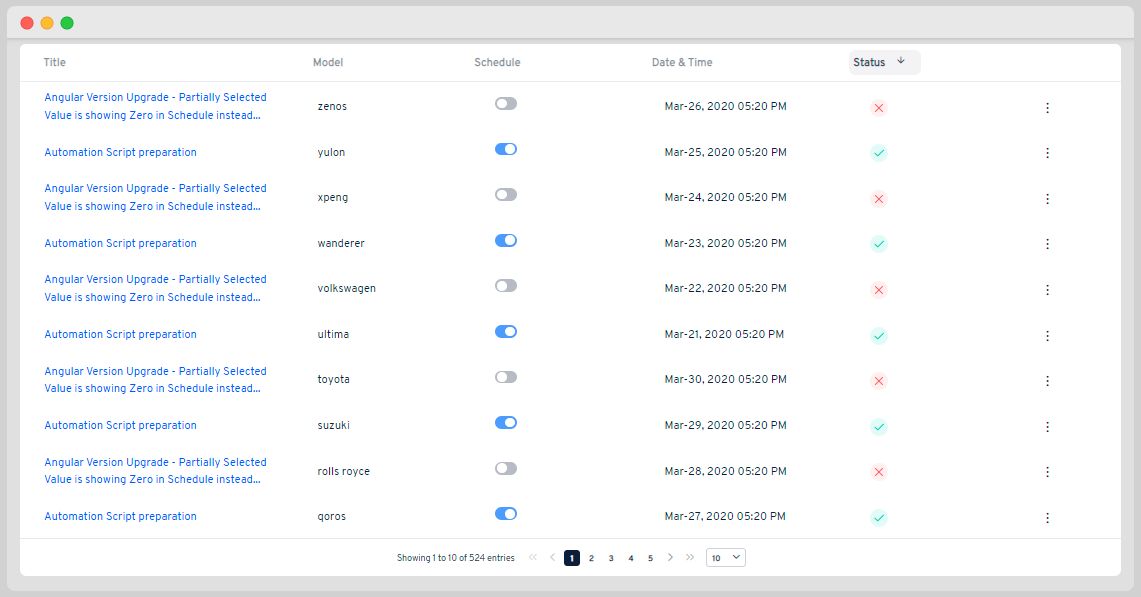 Title Model Schedule Date & Time Status
Angular Version Upgrade - Partially Selected
Value is showing Zero in Schedule instead...
zenos Mar-26, 2020 05:20 PM
Automation Script preparation yulon Mar-25, 2020 05:20 PM
Angular Version Upgrade - Partially Selected
Value is showing Zero in Schedule instead...
xpeng Mar-24, 2020 05:20 PM
Automation Script preparation wanderer Mar-23, 2020 05:20 PM
Angular Version Upgrade - Partially Selected
Value is showing Zero in Schedule instead...
volkswagen Mar-22, 2020 05:20 PM
Automation Script preparation ultima Mar-21, 2020 05:20 PM
Angular Version Upgrade - Partially Selected
Value is showing Zero in Schedule instead...
toyota Mar-30, 2020 05:20 PM
Automation Script preparation suzuki Mar-29, 2020 05:20 PM
Angular Version Upgrade - Partially Selected
Value is showing Zero in Schedule instead...
rolls royce Mar-28, 2020 05:20 PM
Automation Script preparation qoros Mar-27, 2020 05:20 PM
Showing 1 to 10 of 524 entries 1 2 3 4 5 10